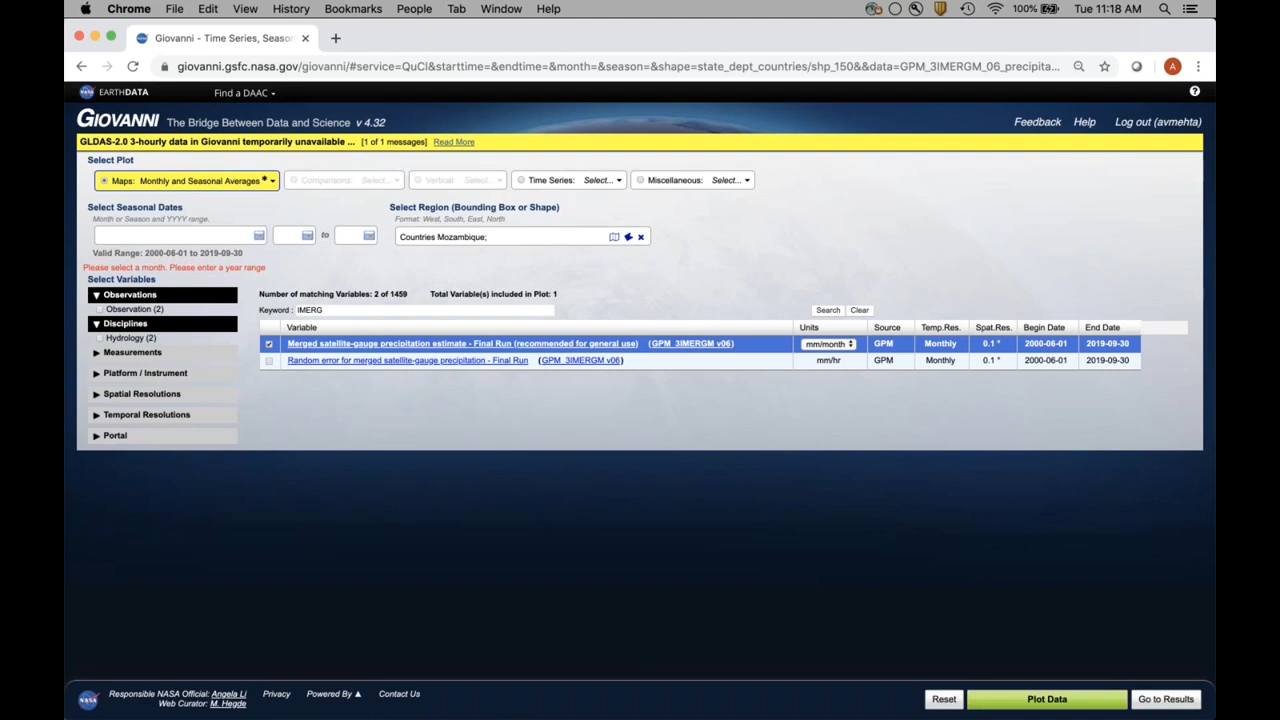 Chrome File Edit View History Bookmarks People Tab Window Help 100% Tue 11:18 AM
Giovanni - Time Series, Season
giovanni.gsfc.nasa.gov/giovanni/#service=QuCl&starttime=&endtime=&month=&season=&shape=state_dept_countries/shp_150&&data=GPM_3IMERGM_06_precipita... A
EARTHDATA Find a DAAC
GIOVANNI The Bridge Between Data and Science v 4.32 Feedback Help Log out (avmehta)
GLDAS-2.0 3-hourly data in Giovanni temporarily unavailable ... [1 of 1 messages] Read More
Select Plot
Maps: Monthly and Seasonal Averages * Comparisons: Select... Vertical: Select... Time Series: Select... Miscellaneous: Select...
Select Seasonal Dates Select Region (Bounding Box or Shape)
Month or Season and YYYY range. Format: West, South, East, North
to Countries Mozambique;
Valid Range: 2000-06-01 to 2019-09-30
Please select a month. Please enter a year range
Select Variables
Observations Number of matching Variables: 2 of 1459 Total Variable(s) included in Plot: 1
Observation (2) Keyword : IMERG Search Clear
Disciplines Variable Units Source Temp.Res. Spat.Res. Begin Date End Date
Hydrology (2) Merged satellite-gauge precipitation estimate - Final Run (recommended for general use) (GPM_3IMERGM v06) mm/month GPM Monthly 0.1 ° 2000-06-01 2019-09-30
Measurements Random error for merged satellite-gauge precipitation - Final Run (GPM_3IMERGM v06) mm/hr GPM Monthly 0.1 ° 2000-06-01 2019-09-30
Platform / Instrument
Spatial Resolutions
Temporal Resolutions
Portal
NASA Responsible NASA Official: Angela Li Privacy Powered By Contact Us Reset Plot Data Go to Results
Web Curator: M. Hegde